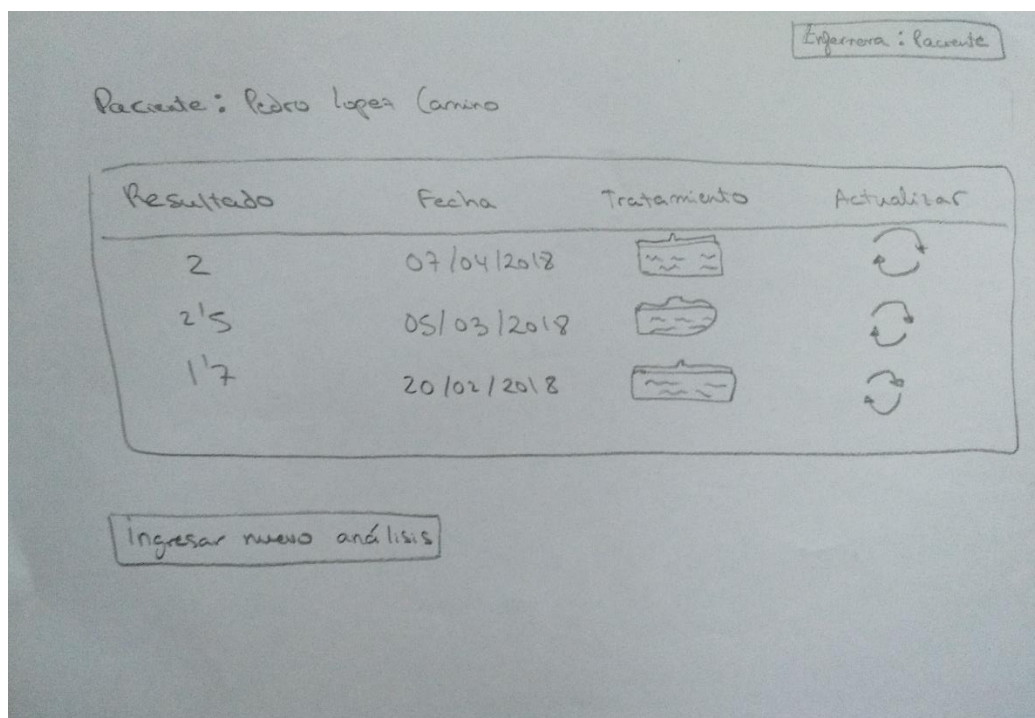 Enfermera : Paciente
Paciente : Pedro Lopez Camino
Resultado Fecha Tratamiento Actualizar
2 07/04/2018
2'5 05/03/2018
1'7 20/02/2018
ingresar nuevo análisis